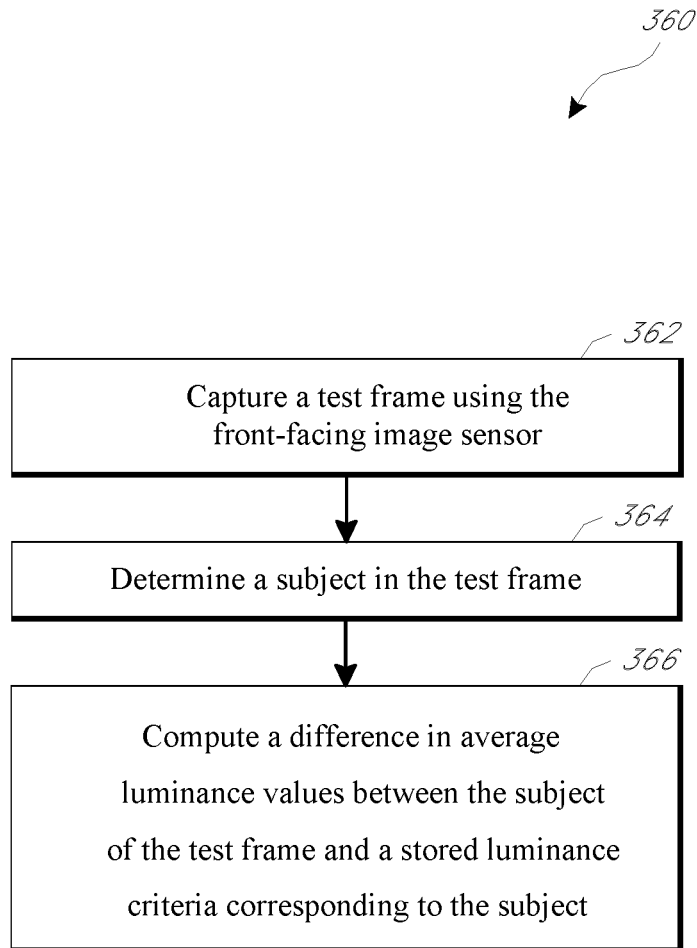 360
362
Capture a test frame using the
front-facing image sensor
364
Determine a subject in the test frame
366
Compute a difference in average
luminance values between the subject
of the test frame and a stored luminance
criteria corresponding to the subject